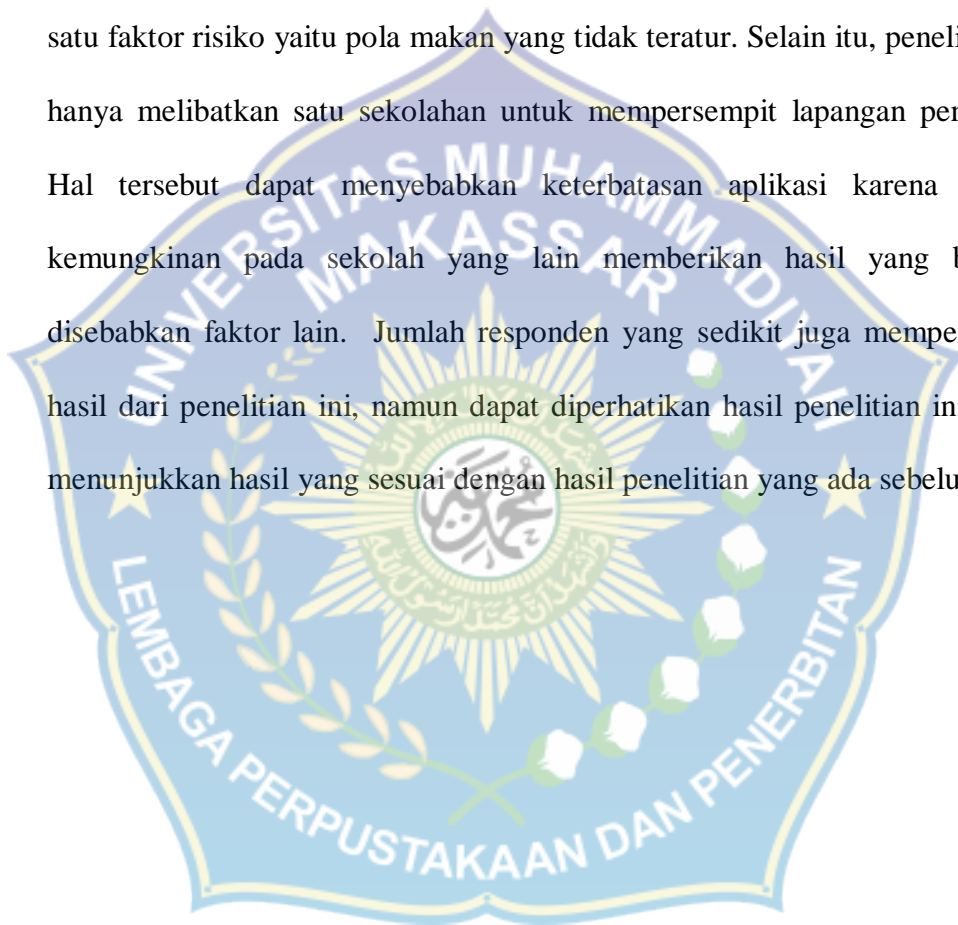 satu faktor risiko yaitu pola makan yang tidak teratur. Selain itu, peneli
hanya melibatkan satu sekolahan untuk mempersempit lapangan per
Hal tersebut dapat menyebabkan keterbatasan aplikasi karena
kemungkinan pada sekolah yang lain memberikan hasil yang b
disebabkan faktor lain. Jumlah responden yang sedikit juga mempe
hasil dari penelitian ini, namun dapat diperhatikan hasil penelitian in
menunjukkan hasil yang sesuai dengan hasil penelitian yang ada sebelu
UNIVERSITAS MUHAMMADIYAH
MAKASSAR
LEMBAGA PERPUSTAKAAN DAN PENERBITAN